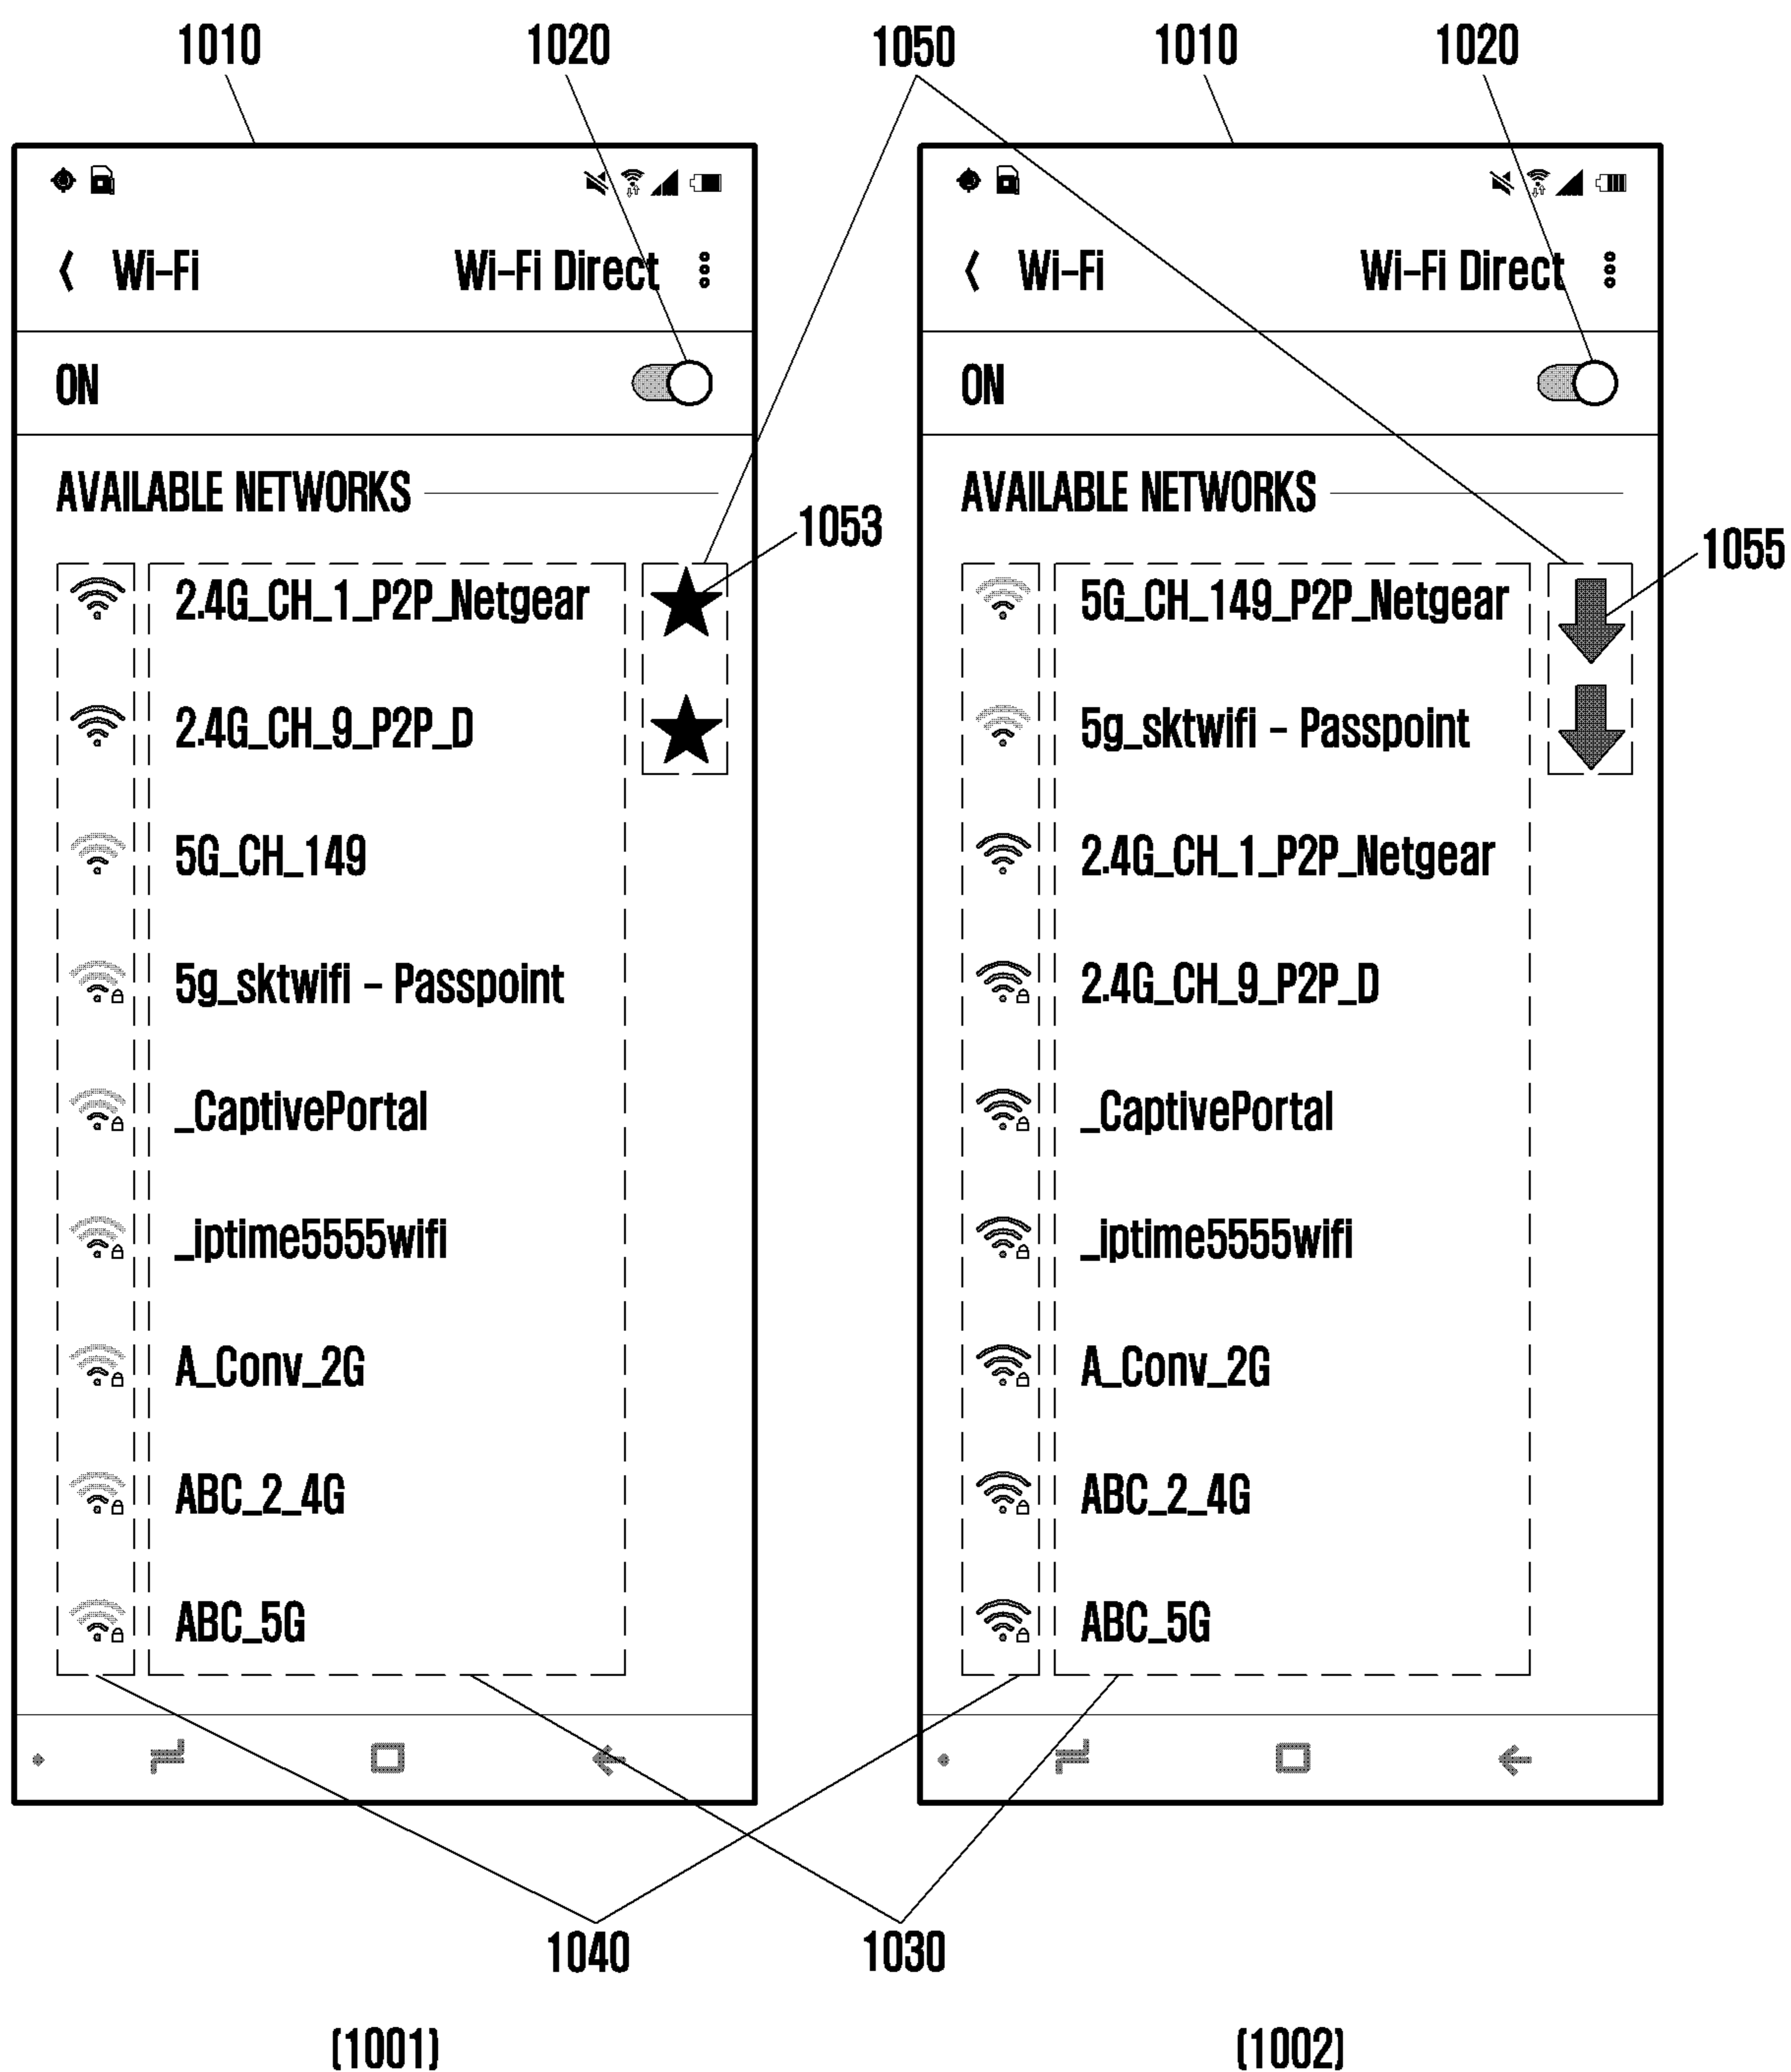 1010
1020
1050
1010
1020
Wi-Fi
Wi-Fi Direct
ON
AVAILABLE NETWORKS
1053
2.4G_CH_1_P2P_Netgear
2.4G_CH_9_P2P_D
5G_CH_149
5g_sktwifi - Passpoint
_CaptivePortal
_iptime5555wifi
A_Conv_2G
ABC_2_4G
ABC_5G
Wi-Fi
Wi-Fi Direct
ON
AVAILABLE NETWORKS
1055
5G_CH_149_P2P_Netgear
5g_sktwifi - Passpoint
2.4G_CH_1_P2P_Netgear
2.4G_CH_9_P2P_D
_CaptivePortal
_iptime5555wifi
A_Conv_2G
ABC_2_4G
ABC_5G
1040
1030
(1001)
(1002)